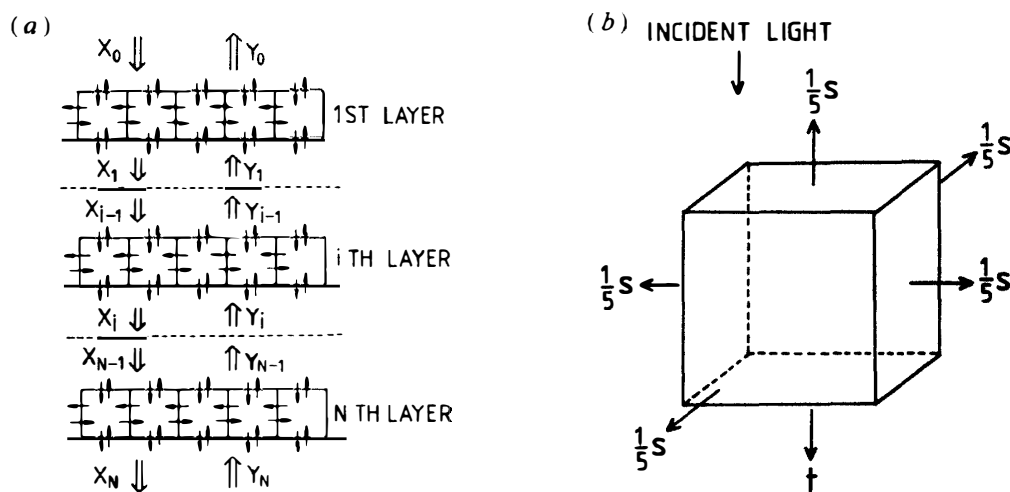 (a)
X₀ Y₀
1ST LAYER
X₁ Y₁
Xᵢ₋₁ Yᵢ₋₁
i TH LAYER
Xᵢ Yᵢ
X_N-1 Y_N-1
N TH LAYER
X_N Y_N
(b) INCIDENT LIGHT
1/5 S
1/5 S
1/5 S
1/5 S
1/5 S
t